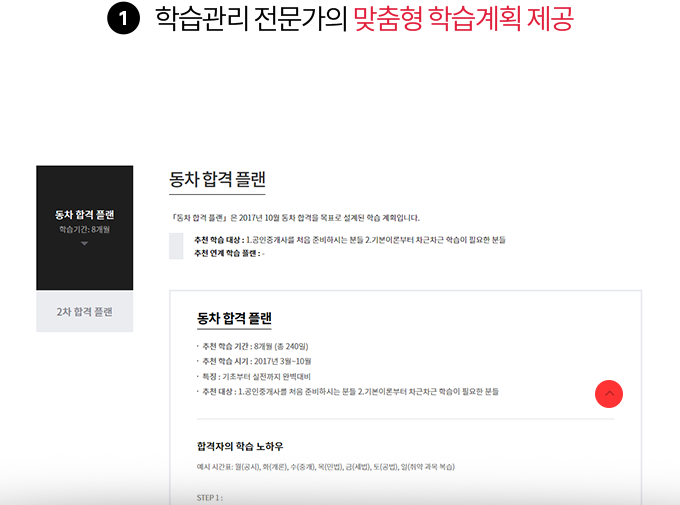 1 학습관리 전문가의 맞춤형 학습계획 제공
동차 합격 플랜
학습기간: 8개월
2차 합격 플랜
동차 합격 플랜
「동차 합격 플랜」은 2017년 10월 동차 합격을 목표로 설계된 학습 계획입니다.
추천 학습 대상 : 1.공인중개사를 처음 준비하시는 분들 2.기본이론부터 차근차근 학습이 필요한 분들
추천 연계 학습 플랜 : -
동차 합격 플랜
· 추천 학습 기간 : 8개월 (총 240일)
· 추천 학습 시기 : 2017년 3월~10월
· 특징 : 기초부터 실전까지 완벽대비
· 추천 대상 : 1.공인중개사를 처음 준비하시는 분들 2.기본이론부터 차근차근 학습이 필요한 분들
합격자의 학습 노하우
예시 시간표: 월(공시), 화(개론), 수(중개), 목(민법), 금(세법), 토(공법), 일(취약 과목 복습)
STEP 1 :